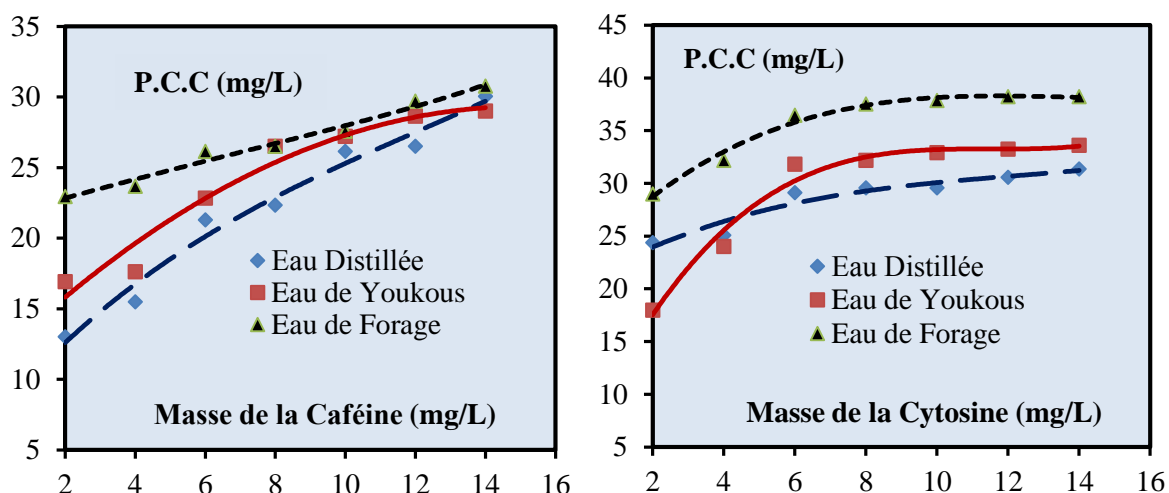 35
30
25
20
15
10
5
P.C.C (mg/L)
Eau Distillée
Eau de Youkous
Eau de Forage
Masse de la Caféine (mg/L)
2 4 6 8 10 12 14 16
45
40
35
30
25
20
15
10
5
P.C.C (mg/L)
Eau Distillée
Eau de Youkous
Eau de Forage
Masse de la Cytosine (mg/L)
2 4 6 8 10 12 14 16